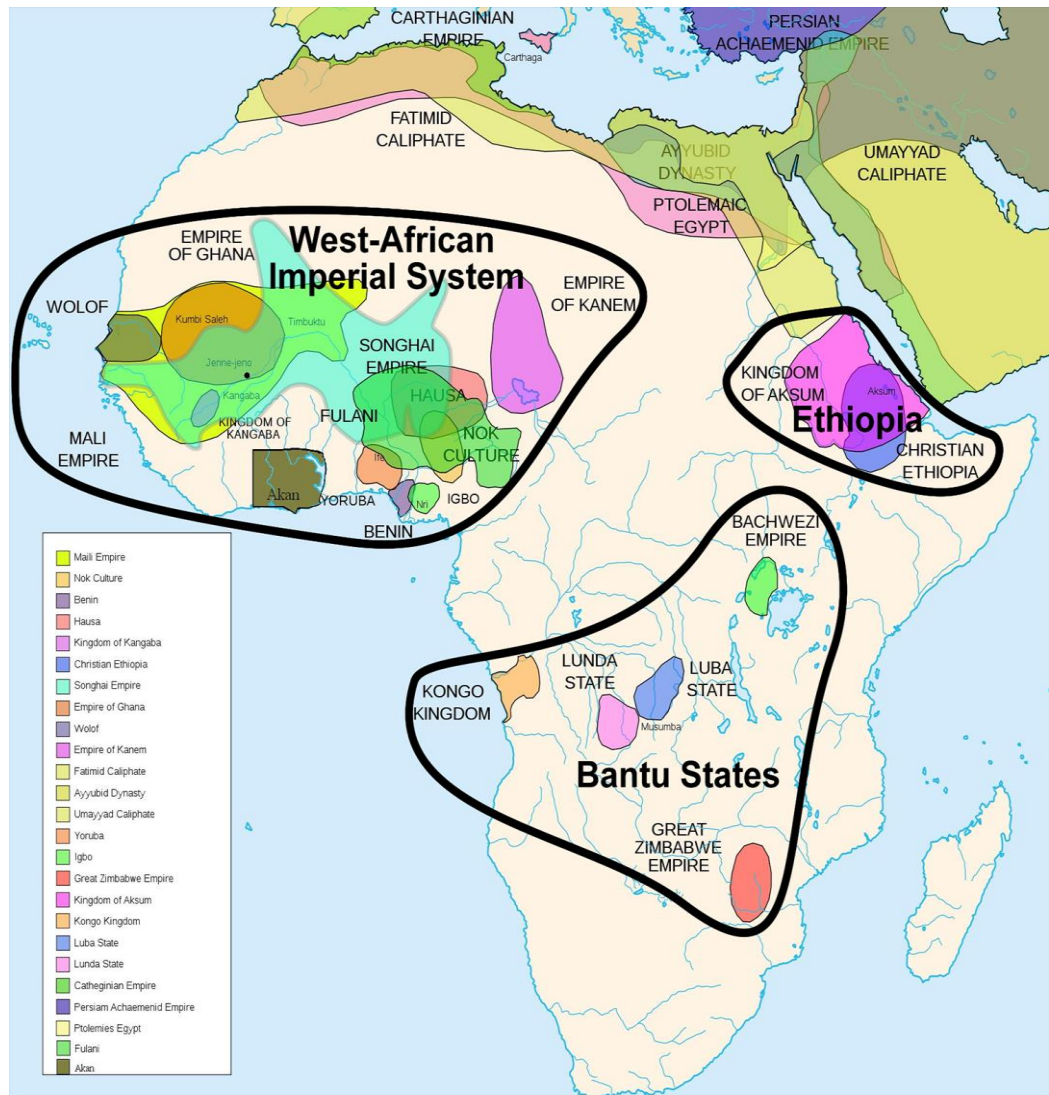 CARTHAGINIAN
EMPIRE
Carthaga
PERSIAN
ACHAEMENID EMPIRE
FATIMID
CALIPHATE
AYYUBID
DYNASTY
UMAYYAD
CALIPHATE
PTOLEMAIC
EGYPT
EMPIRE
OF GHANA
West-African
Imperial System
EMPIRE
OF KANEM
WOLOF
Kumbi Saleh
Timbuktu
SONGHAI
EMPIRE
Jenne-jeno
Kangaba
KINGDOM OF
KANGABA
FULANI
HAUSA
NOK
CULTURE
MALI
EMPIRE
Ife
Akan
YORUBA
Nri
IGBO
BENIN
KINGDOM
OF AKSUM
Aksum
Ethiopia
CHRISTIAN
ETHIOPIA
BACHWEZI
EMPIRE
LUNDA
STATE
LUBA
STATE
KONGO
KINGDOM
Musumba
Bantu States
GREAT
ZIMBABWE
EMPIRE
Maili Empire
Nok Culture
Benin
Hausa
Kingdom of Kangaba
Christian Ethiopia
Songhai Empire
Empire of Ghana
Wolof
Empire of Kanem
Fatimid Caliphate
Ayyubid Dynasty
Umayyad Caliphate
Yoruba
Igbo
Great Zimbabwe Empire
Kingdom of Aksum
Kongo Kingdom
Luba State
Lunda State
Catheginian Empire
Persiam Achaemenid Empire
Ptolemies Egypt
Fulani
Akan